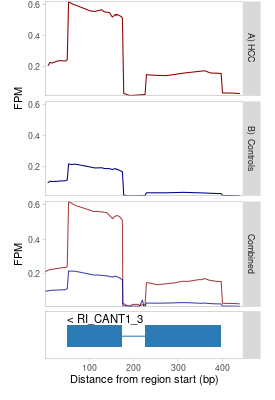 0.6
0.4
0.2
FPM
A) HCC
0.6
0.4
0.2
B) Controls
0.6
0.4
0.2
FPM
Combined
< RI_CANT1_3
100 200 300 400
Distance from region start (bp)